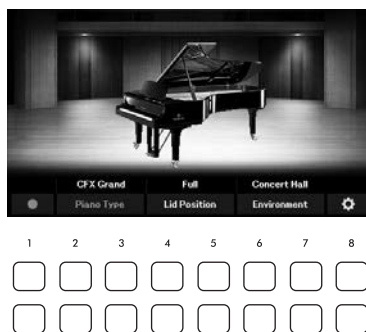 CFX Grand Full Concert Hall
Piano Type Lid Position Environment
1 2 3 4 5 6 7 8